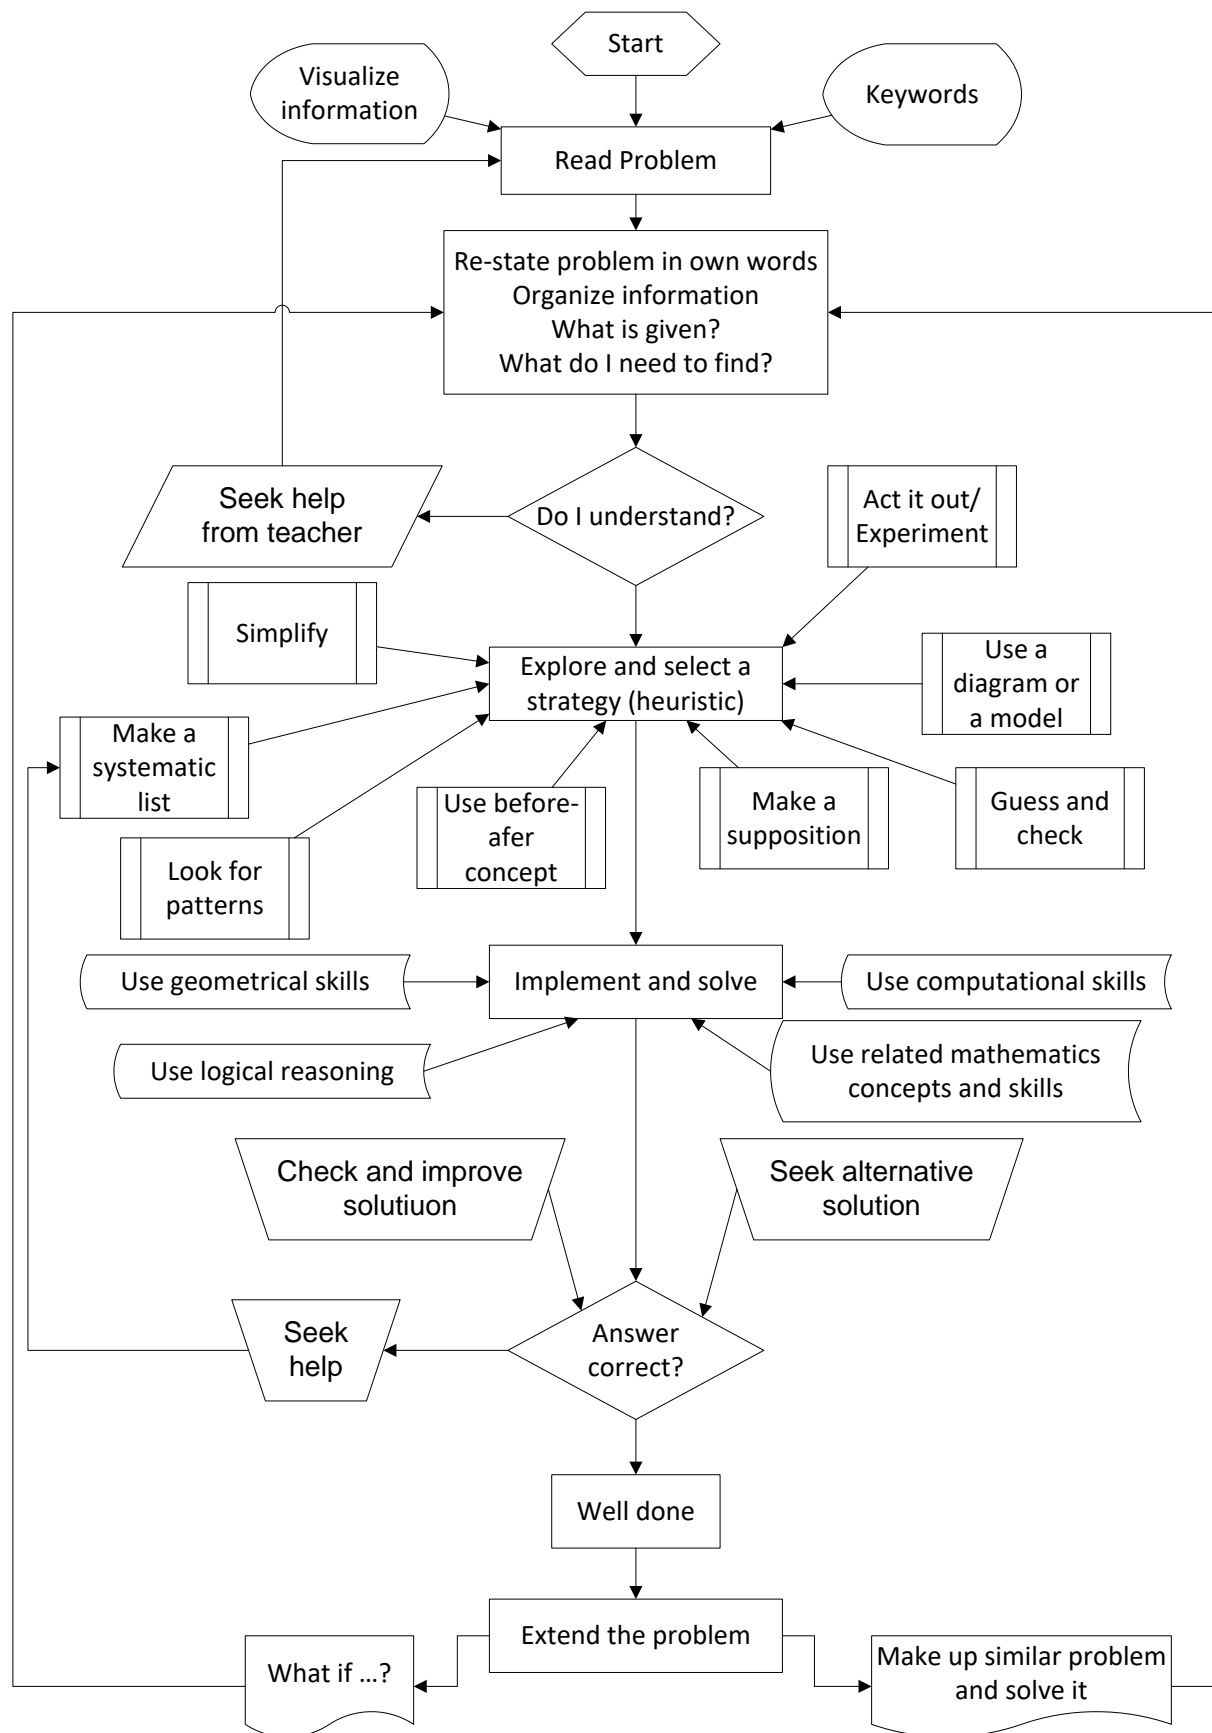 Start
Visualize
information
Keywords
Read Problem
Re-state problem in own words
Organize information
What is given?
What do I need to find?
Seek help
from teacher
Do I understand?
Act it out/
Experiment
Simplify
Explore and select a
strategy (heuristic)
Use a
diagram or
a model
Make a
systematic
list
Look for
patterns
Use before-
afer
concept
Make a
supposition
Guess and
check
Use geometrical skills
Implement and solve
Use computational skills
Use logical reasoning
Use related mathematics
concepts and skills
Check and improve
solutiuon
Seek alternative
solution
Seek
help
Answer
correct?
Well done
Extend the problem
What if ...?
Make up similar problem
and solve it